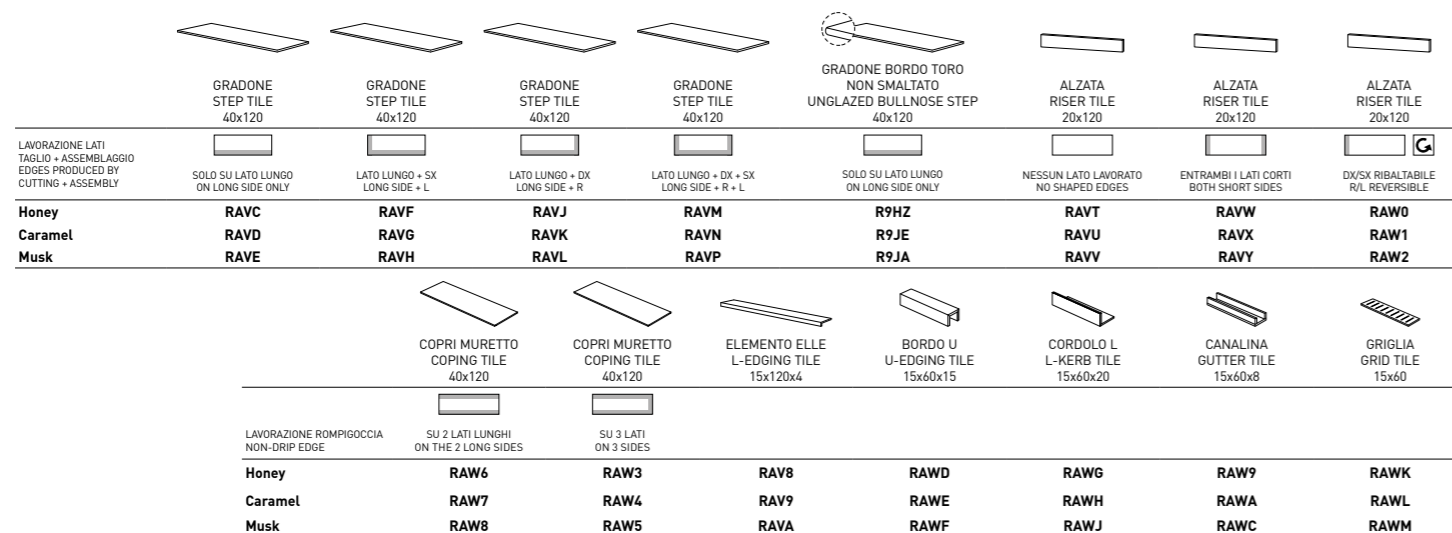 GRADONE
STEP TILE
40x120
GRADONE
STEP TILE
40x120
GRADONE
STEP TILE
40x120
GRADONE
STEP TILE
40x120
GRADONE BORDO TORO
NON SMALTATO
UNGLAZED BULLNOSE STEP
40x120
ALZATA
RISER TILE
20x120
ALZATA
RISER TILE
20x120
ALZATA
RISER TILE
20x120
LAVORAZIONE LATI
TAGLIO + ASSEMBLAGGIO
EDGES PRODUCED BY
CUTTING + ASSEMBLY
SOLO SU LATO LUNGO
ON LONG SIDE ONLY
LATO LUNGO + SX
LONG SIDE + L
LATO LUNGO + DX
LONG SIDE + R
LATO LUNGO + DX + SX
LONG SIDE + R + L
SOLO SU LATO LUNGO
ON LONG SIDE ONLY
NESSUN LATO LAVORATO
NO SHAPED EDGES
ENTRAMBI I LATI CORTI
BOTH SHORT SIDES
DX/SX RIBALTABILE
R/L REVERSIBLE
Honey RAVC RAVF RAVJ RAVM R9HZ RAVT RAVW RAW0
Caramel RAVD RAVG RAVK RAVN R9JE RAVU RAVX RAW1
Musk RAVE RAVH RAVL RAVP R9JA RAVV RAVY RAW2
COPRI MURETTO
COPING TILE
40x120
COPRI MURETTO
COPING TILE
40x120
ELEMENTO ELLE
L-EDGING TILE
15x120x4
BORDO U
U-EDGING TILE
15x60x15
CORDOLO L
L-KERB TILE
15x60x20
CANALINA
GUTTER TILE
15x60x8
GRIGLIA
GRID TILE
15x60
LAVORAZIONE ROMPIGOCCIA
NON-DRIP EDGE
SU 2 LATI LUNGHI
ON THE 2 LONG SIDES
SU 3 LATI
ON 3 SIDES
Honey RAW6 RAW3 RAV8 RAWD RAWG RAW9 RAWK
Caramel RAW7 RAW4 RAV9 RAWE RAWH RAWA RAWL
Musk RAW8 RAW5 RAVA RAWF RAWJ RAWC RAWM